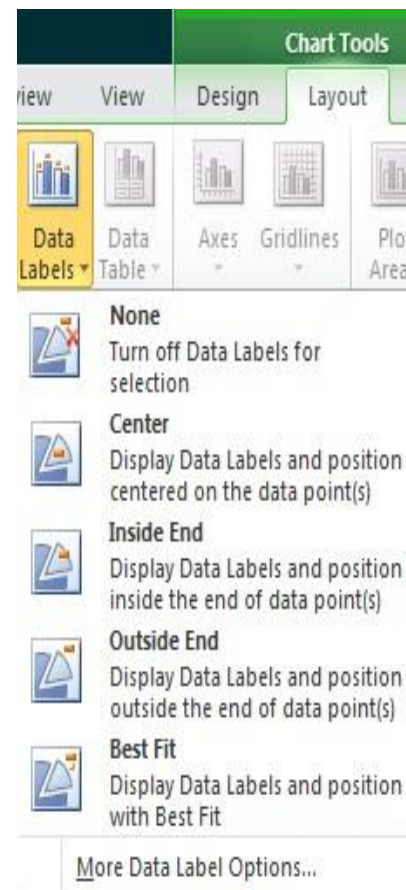 Chart Tools
view View Design Layout
Data Labels Data Table Axes Gridlines Plo Area
None
Turn off Data Labels for
selection
Center
Display Data Labels and position
centered on the data point(s)
Inside End
Display Data Labels and position
inside the end of data point(s)
Outside End
Display Data Labels and position
outside the end of data point(s)
Best Fit
Display Data Labels and position
with Best Fit
More Data Label Options...